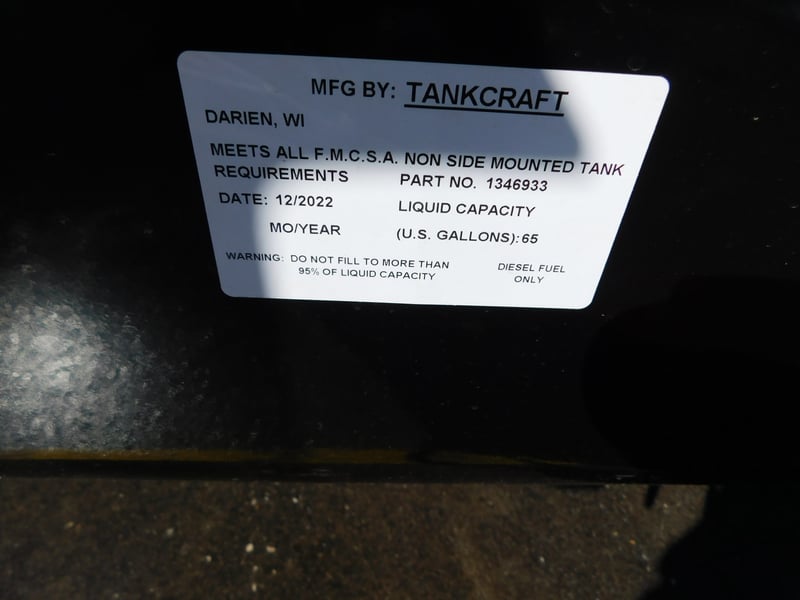 MFG BY: TANKCRAFT
DARIEN, WI
MEETS ALL F.M.C.S.A. NON SIDE MOUNTED TANK
REQUIREMENTS PART NO. 1346933
DATE: 12/2022 LIQUID CAPACITY
MO/YEAR (U.S. GALLONS): 65
WARNING: DO NOT FILL TO MORE THAN DIESEL FUEL
95% OF LIQUID CAPACITY ONLY